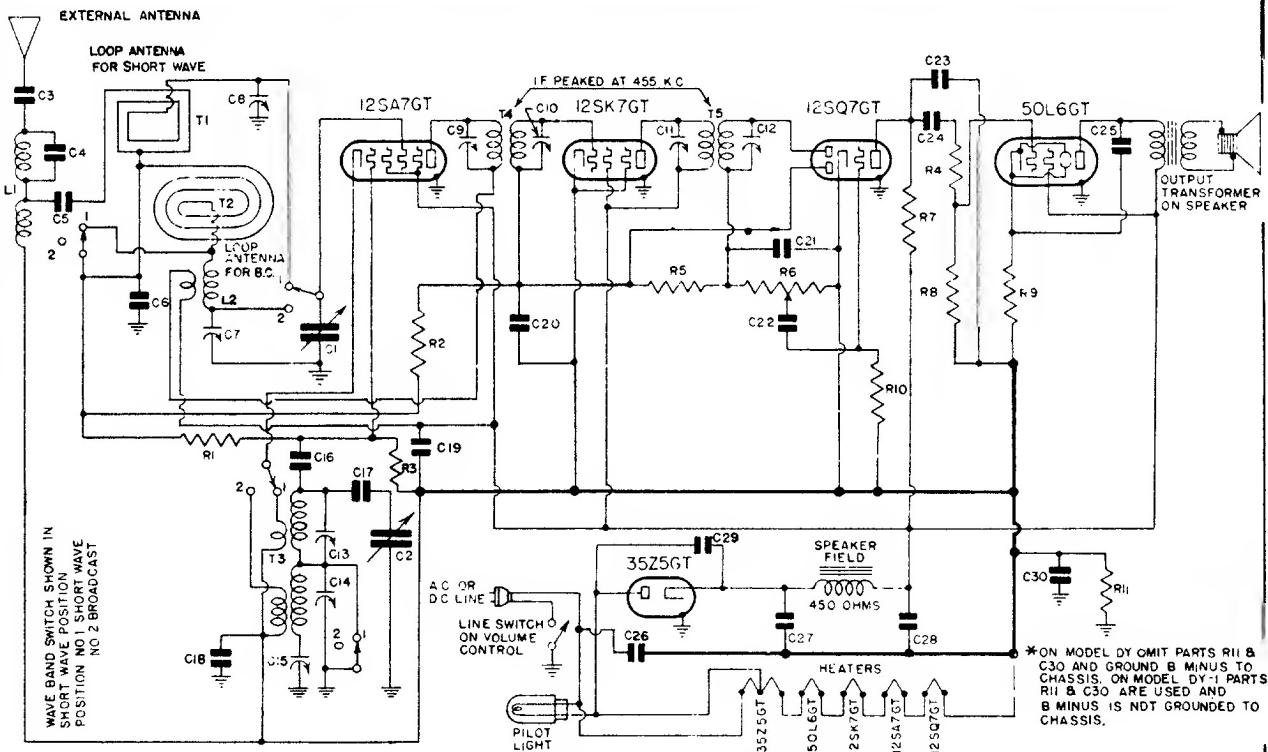 EXTERNAL ANTENNA
LOOP ANTENNA
FOR SHORT WAVE
C3
C4
L1
C5
T1
C8
T2
LOOP
ANTENNA
FOR B.C.
L2
C6
C7
1
2
1
2
C1
12SA7GT
IF PEAKED AT 455 KC
C9
T4
C10
12SK7GT
C11
T5
C12
12SQ7GT
C23
C24
R4
50L6GT
C25
OUTPUT
TRANSFORMER
ON SPEAKER
R7
R8
R9
R2
C20
R5
C21
R6
C22
R10
R1
C16
C19
R3
C17
C2
2
1
T3
C13
C14
C15
C18
2
1
WAVE BAND SWITCH SHOWN IN
SHORT WAVE POSITION
POSITION NO 1 SHORT WAVE
NO 2 BROADCAST
A.C. OR
D.C. LINE
LINE SWITCH
ON VOLUME
CONTROL
PILOT
LIGHT
C29
35Z5GT
SPEAKER
FIELD
450 OHMS
C26
C27
C28
C30
R11
HEATERS
35Z5GT
50L6GT
12SK7GT
12SA7GT
12SQ7GT
*ON MODEL DY OMIT PARTS R11 &
C30 AND GROUND B MINUS TO
CHASSIS. ON MODEL DY-1 PARTS
R11 & C30 ARE USED AND
B MINUS IS NOT GROUNDED TO
CHASSIS.